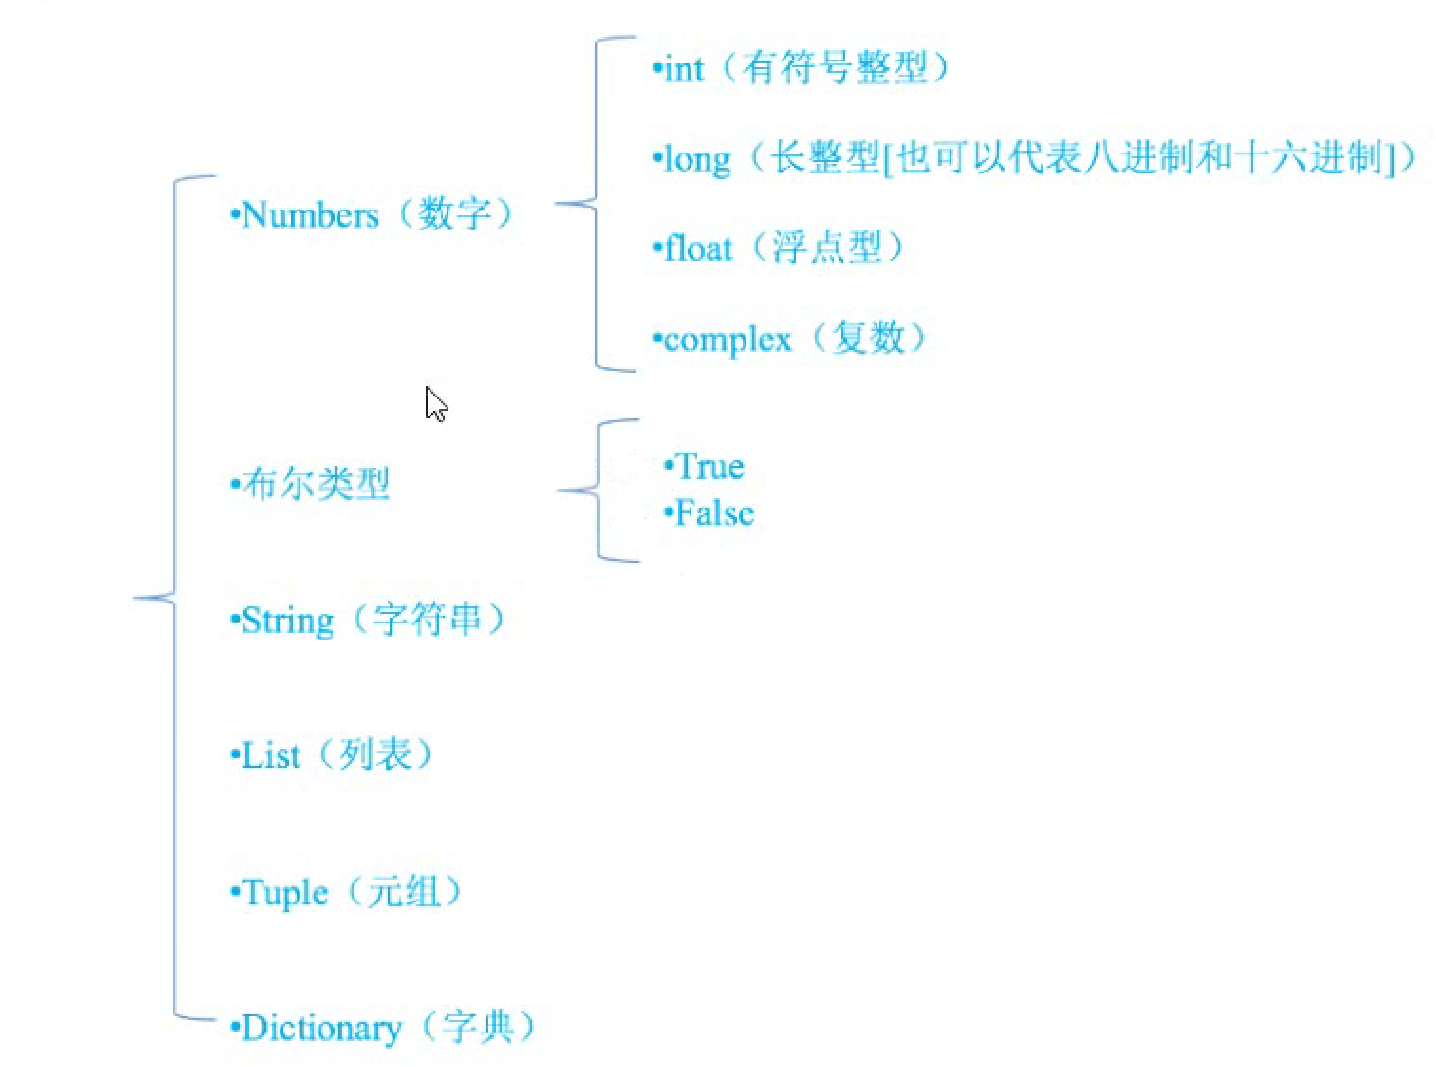 •Numbers（数字）
•int（有符号整型）
•long（长整型[也可以代表八进制和十六进制]）
•float（浮点型）
•complex（复数）
•布尔类型
•True
•False
•String（字符串）
•List（列表）
•Tuple（元组）
•Dictionary（字典）